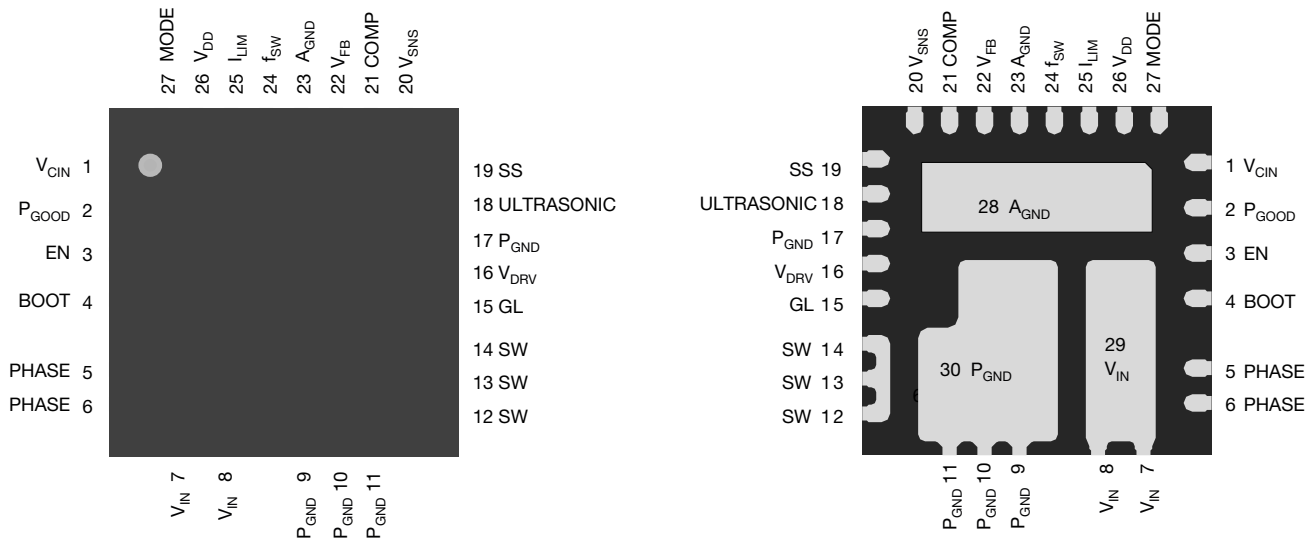 27 MODE
26 VDD
25 ILIM
24 fSW
23 AGND
22 VFB
21 COMP
20 VSNS
VCIN 1
PGOOD 2
EN 3
BOOT 4
PHASE 5
PHASE 6
VIN 7
VIN 8
PGND 9
PGND 10
PGND 11
19 SS
18 ULTRASONIC
17 PGND
16 VDRV
15 GL
14 SW
13 SW
12 SW
20 VSNS
21 COMP
22 VFB
23 AGND
24 fSW
25 ILIM
26 VDD
27 MODE
SS 19
ULTRASONIC 18
PGND 17
VDRV 16
GL 15
SW 14
SW 13
SW 12
28 AGND
30 PGND
29
VIN
6
1 VCIN
2 PGOOD
3 EN
4 BOOT
5 PHASE
6 PHASE
PGND 11
PGND 10
PGND 9
VIN 8
VIN 7